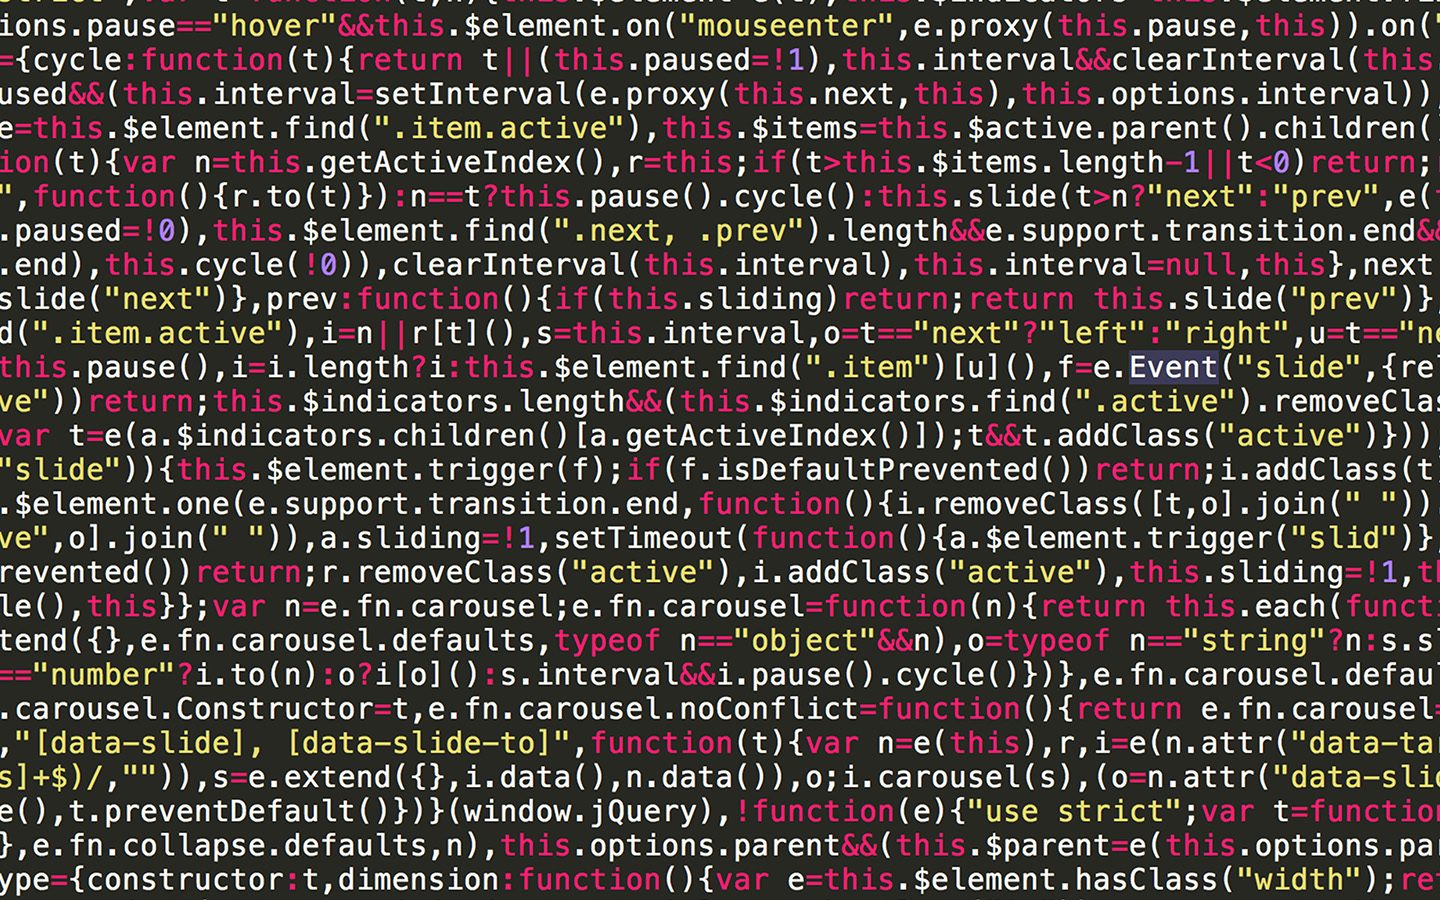 ions.pause=="hover"&&this.$element.on("mouseenter",e.proxy(this.pause,this)).on("
={cycle:function(t){return t||(this.paused=!1),this.interval&&clearInterval(this.
used&&(this.interval=setInterval(e.proxy(this.next,this),this.options.interval)),
e=this.$element.find(".item.active"),this.$items=this.$active.parent().children()
ion(t){var n=this.getActiveIndex(),r=this;if(t>this.$items.length-1||t<0)return;
",function(){r.to(t)}):n==t?this.pause().cycle():this.slide(t>n?"next":"prev",e(
.paused=!0),this.$element.find(".next, .prev").length&&e.support.transition.end&&
.end),this.cycle(!0)),clearInterval(this.interval),this.interval=null,this},next
slide("next")},prev:function(){if(this.sliding)return;return this.slide("prev")},
d(".item.active"),i=n||r[t](),s=this.interval,o=t=="next"?"left":"right",u=t=="ne
this.pause(),i=i.length?i:this.$element.find(".item")[u](),f=e.Event("slide",{rel
ve"))return;this.$indicators.length&&(this.$indicators.find(".active").removeClas
var t=e(a.$indicators.children()[a.getActiveIndex()]);t&&t.addClass("active")})),
"slide")){this.$element.trigger(f);if(f.isDefaultPrevented())return;i.addClass(t)
.$element.one(e.support.transition.end,function(){i.removeClass([t,o].join(" "))
ve",o].join(" ")),a.sliding=!1,setTimeout(function(){a.$element.trigger("slid")},
revented())return;r.removeClass("active"),i.addClass("active"),this.sliding=!1,th
le(),this}};var n=e.fn.carousel;e.fn.carousel=function(n){return this.each(functi
tend({},e.fn.carousel.defaults,typeof n=="object"&&n),o=typeof n=="string"?n:s.sl
=="number"?i.to(n):o?i[o]():s.interval&&i.pause().cycle()})},e.fn.carousel.defau
.carousel.Constructor=t,e.fn.carousel.noConflict=function(){return e.fn.carousel=
,"[data-slide], [data-slide-to]",function(t){var n=e(this),r,i=e(n.attr("data-ta
s]+$)/,"")),s=e.extend({},i.data(),n.data()),o;i.carousel(s),(o=n.attr("data-slid
e(),t.preventDefault()})}(window.jQuery),!function(e){"use strict";var t=function
},e.fn.collapse.defaults,n),this.options.parent&&(this.$parent=e(this.options.par
ype={constructor:t,dimension:function(){var e=this.$element.hasClass("width");ret